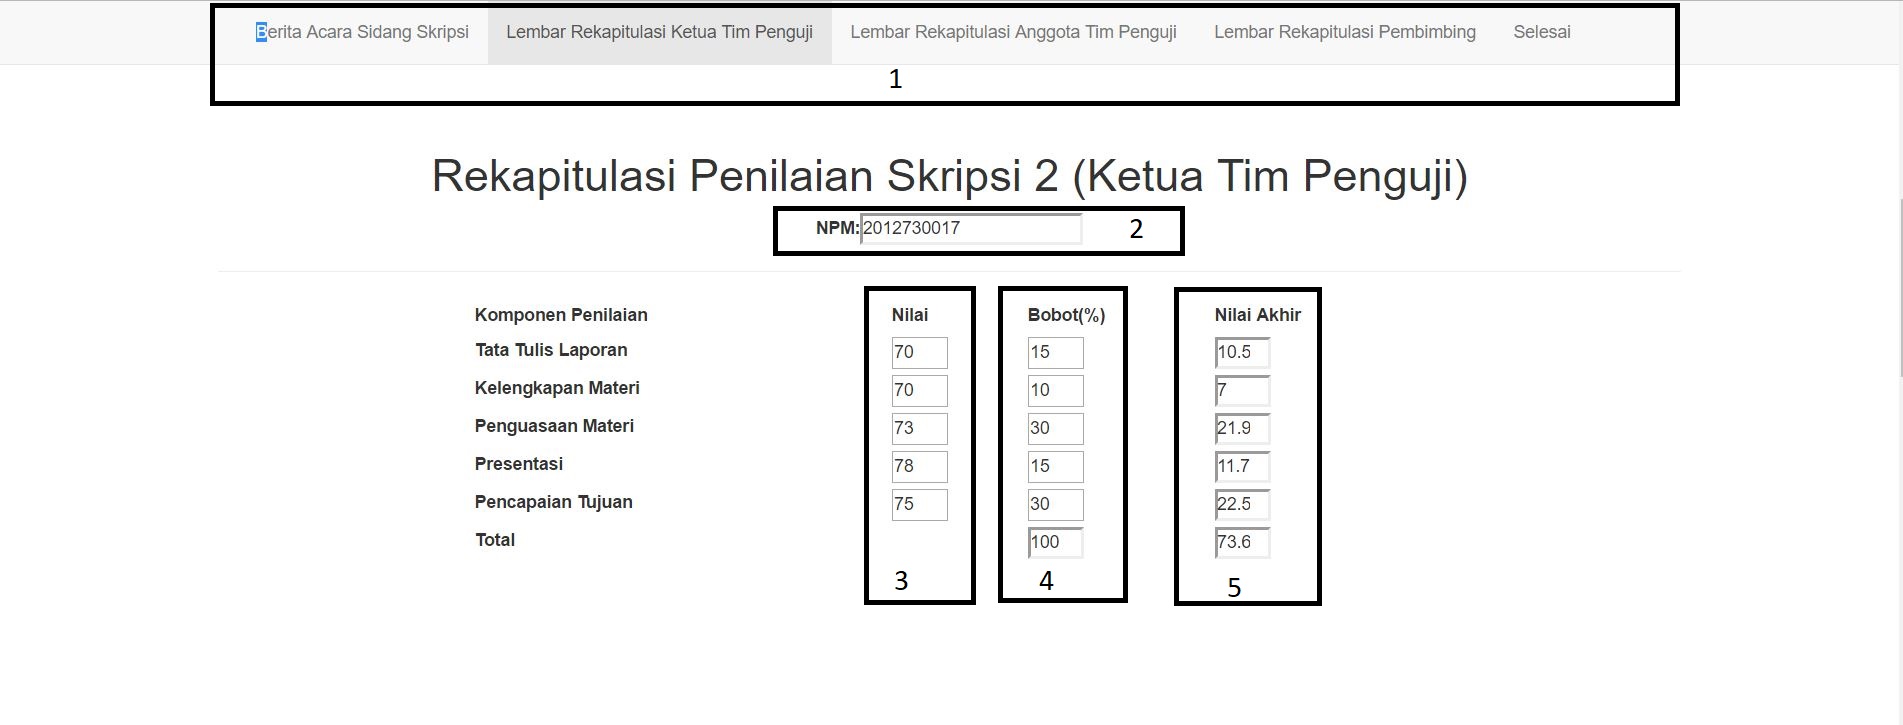 Berita Acara Sidang Skripsi Lembar Rekapitulasi Ketua Tim Penguji Lembar Rekapitulasi Anggota Tim Penguji Lembar Rekapitulasi Pembimbing Selesai
1
Rekapitulasi Penilaian Skripsi 2 (Ketua Tim Penguji)
NPM: 2012730017 2
Komponen Penilaian Nilai Bobot(%) Nilai Akhir
Tata Tulis Laporan 70 15 10.5
Kelengkapan Materi 70 10 7
Penguasaan Materi 73 30 21.9
Presentasi 78 15 11.7
Pencapaian Tujuan 75 30 22.5
Total 100 73.6
3 4 5